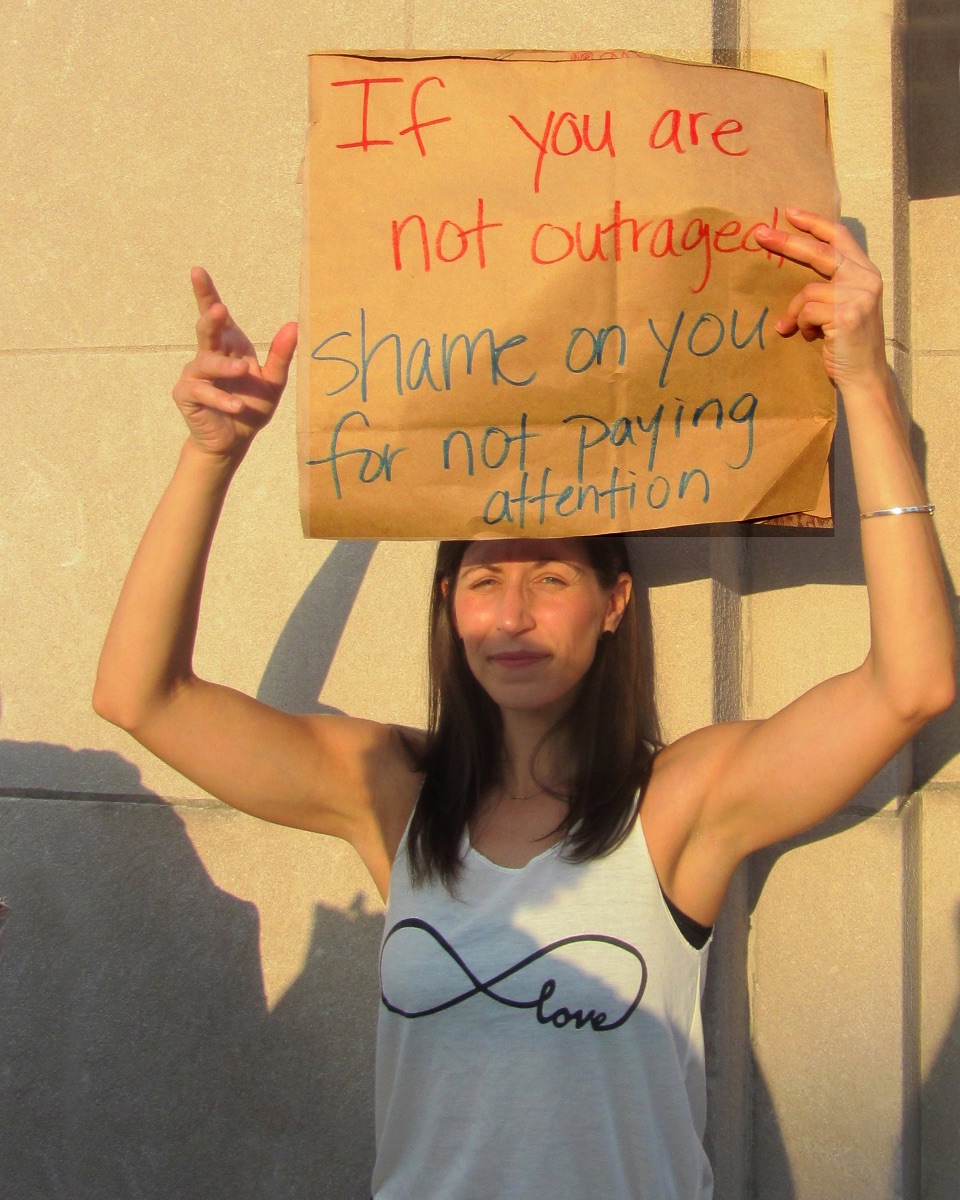 If you are
not outraged,
shame on you
for not paying
attention
love